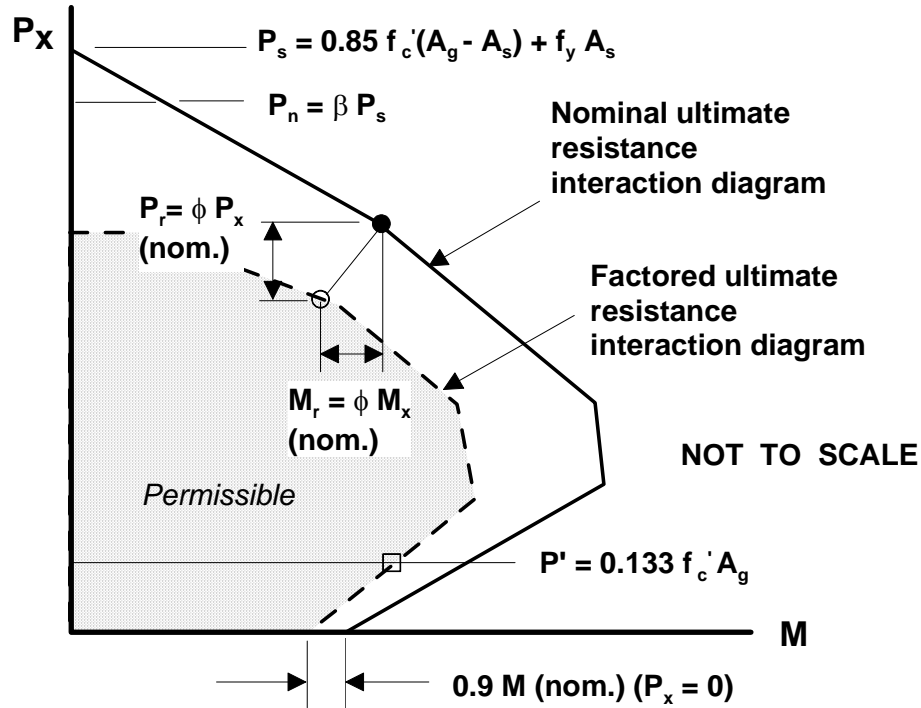 Px
Ps = 0.85 fc'(Ag - As) + fy As
Pn = β Ps
Nominal ultimate
resistance
interaction diagram
Pr= ϕ Px
(nom.)
Factored ultimate
resistance
interaction diagram
Mr = ϕ Mx
(nom.)
NOT TO SCALE
Permissible
P' = 0.133 fc' Ag
M
0.9 M (nom.) (Px = 0)